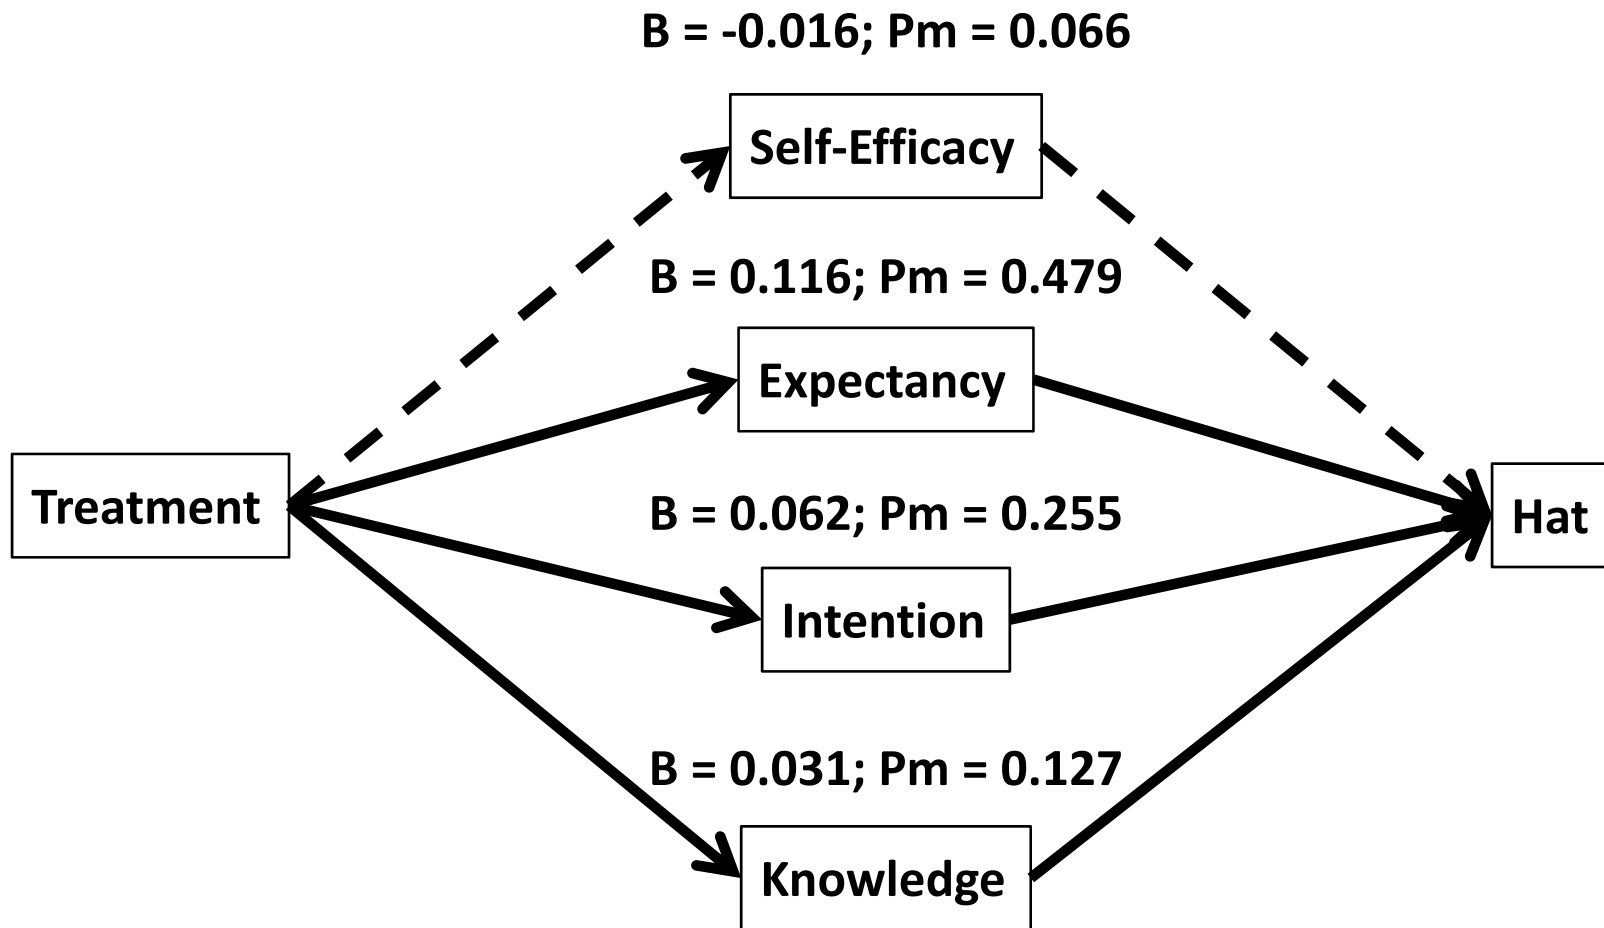 B = -0.016; Pm = 0.066
Self-Efficacy
B = 0.116; Pm = 0.479
Expectancy
Treatment
B = 0.062; Pm = 0.255
Hat
Intention
B = 0.031; Pm = 0.127
Knowledge